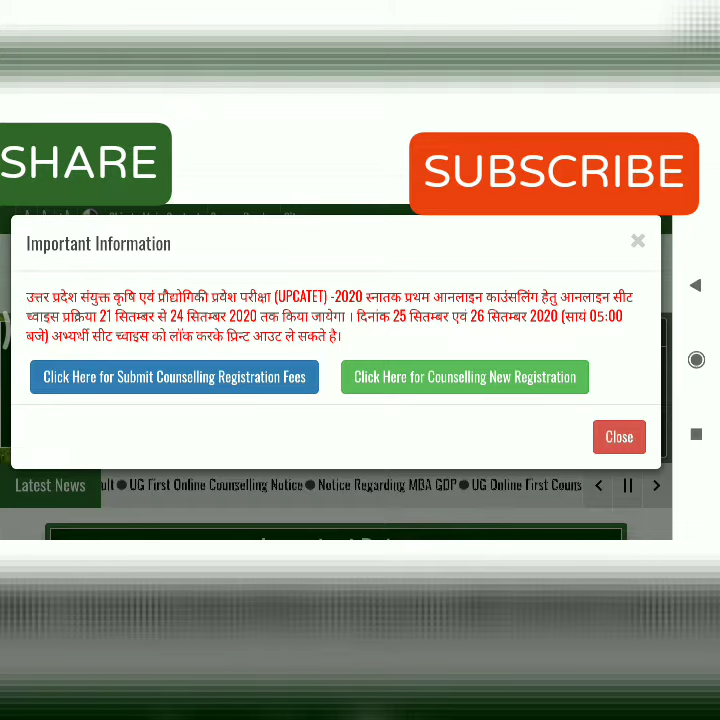 SHARE
SUBSCRIBE
Important Information
उत्तर प्रदेश संयुक्त कृषि एवं प्रौद्योगिकी प्रवेश परीक्षा (UPCATET) -2020 स्नातक प्रथम आनलाइन काउंसलिंग हेतु आनलाइन सीट
च्वाइस प्रक्रिया 21 सितम्बर से 24 सितम्बर 2020 तक किया जायेगा । दिनांक 25 सितम्बर एवं 26 सितम्बर 2020 (सायं 05:00
बजे) अभ्यर्थी सीट च्वाइस को लॉक करके प्रिन्ट आउट ले सकते है।
Click Here for Submit Counselling Registration Fees
Click Here for Counselling New Registration
Close
Latest News
UG First Online Counselling Notice ● Notice Regarding MBA GDP ● UG Online First Couns